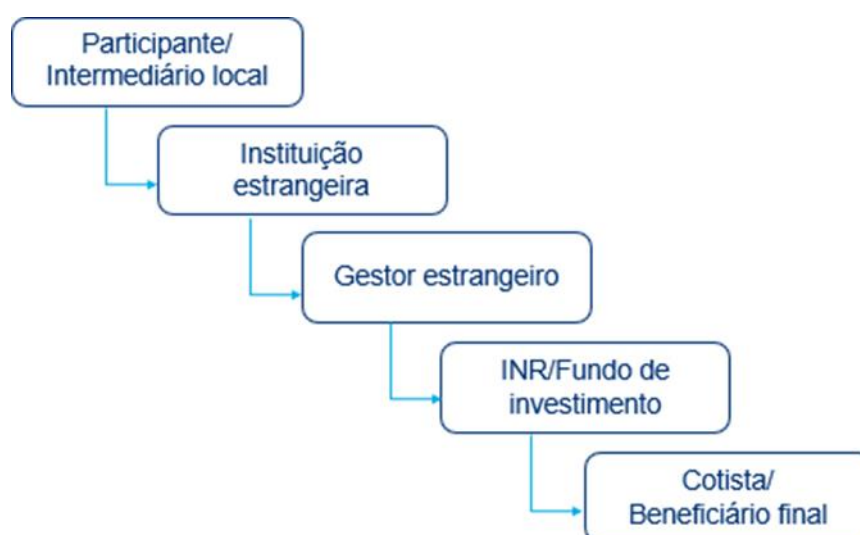 Participante/
Intermediário local
Instituição
estrangeira
Gestor estrangeiro
INR/Fundo de
investimento
Cotista/
Beneficiário final